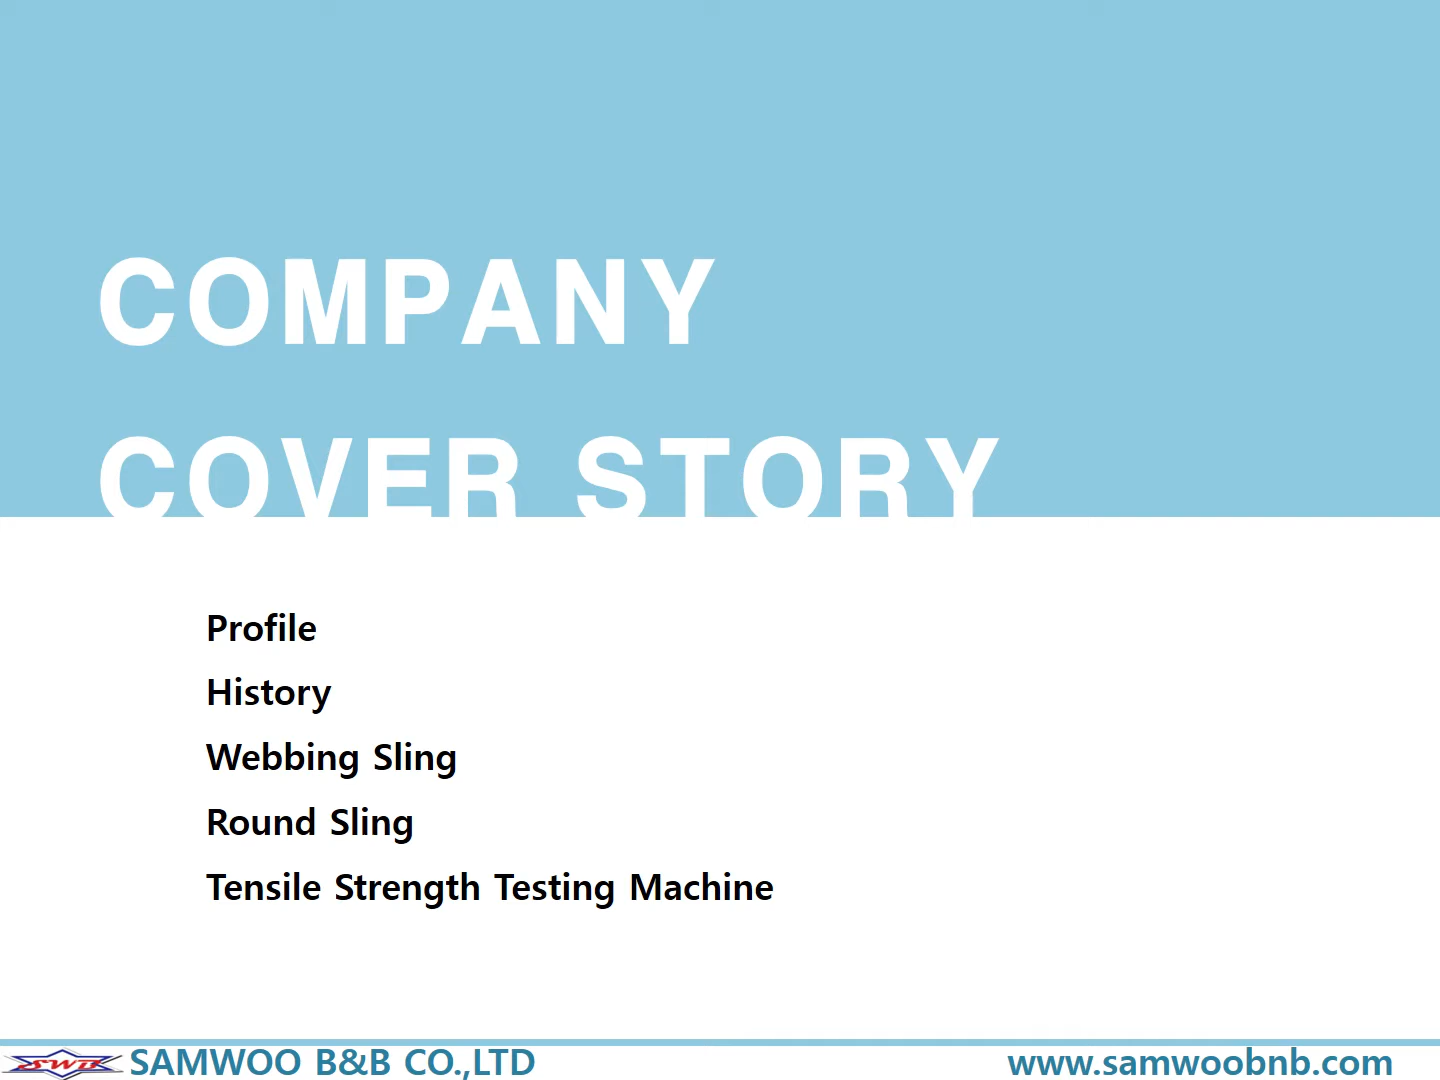 COMPANY
COVER STORY
Profile
History
Webbing Sling
Round Sling
Tensile Strength Testing Machine
SWB SAMWOO B&B CO.,LTD
www.samwoobnb.com